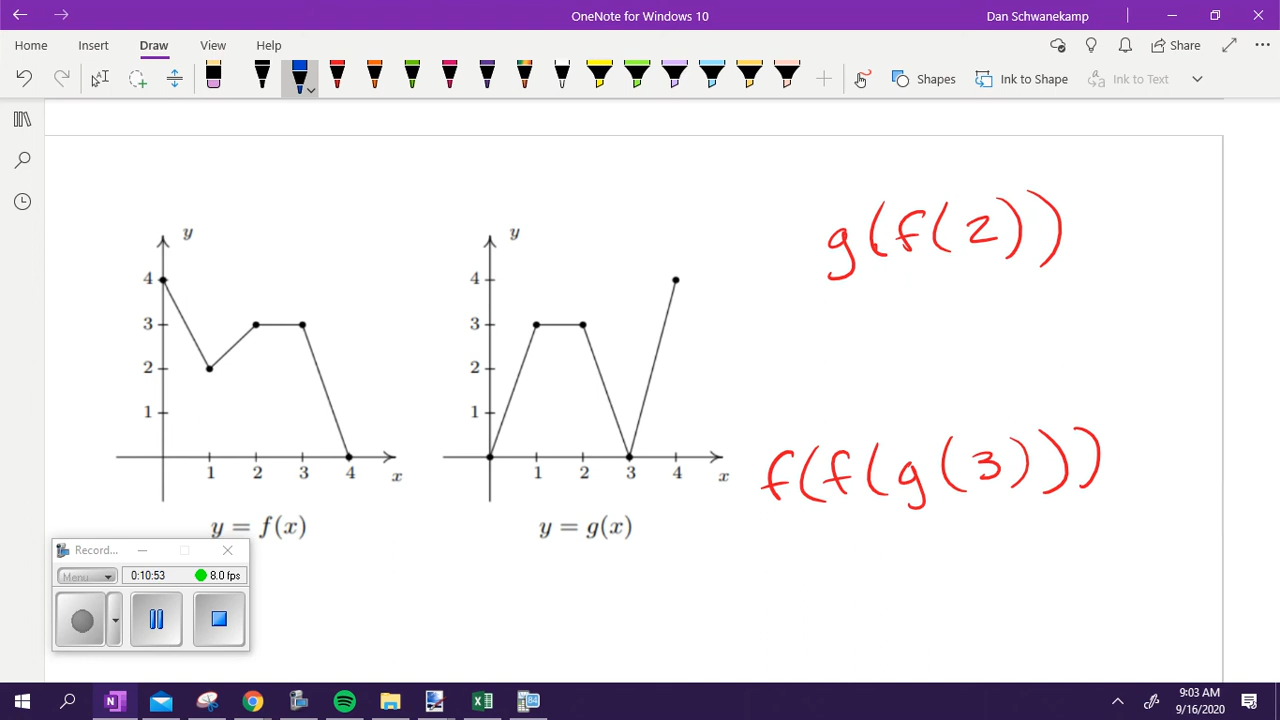 OneNote for Windows 10
Dan Schwanekamp
Home Insert Draw View Help
Share
Shapes Ink to Shape Ink to Text
g(f(2))
y y
4 4
3 3
2 2
1 1
1 2 3 4 x 1 2 3 4 x
f(f(g(3)))
y = f(x) y = g(x)
Record...
Menu 0:10:53 8.0 fps
9:03 AM
9/16/2020